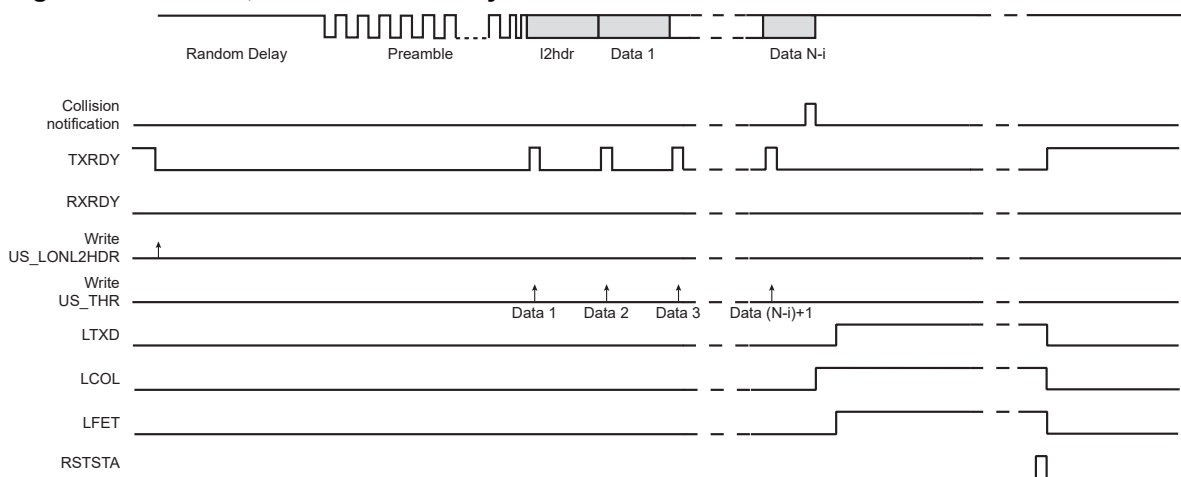 Random Delay Preamble l2hdr Data 1 Data N-i
Collision
notification
TXRDY
RXRDY
Write
US_LONL2HDR
Write
US_THR
Data 1 Data 2 Data 3 Data (N-i)+1
LTXD
LCOL
LFET
RSTSTA